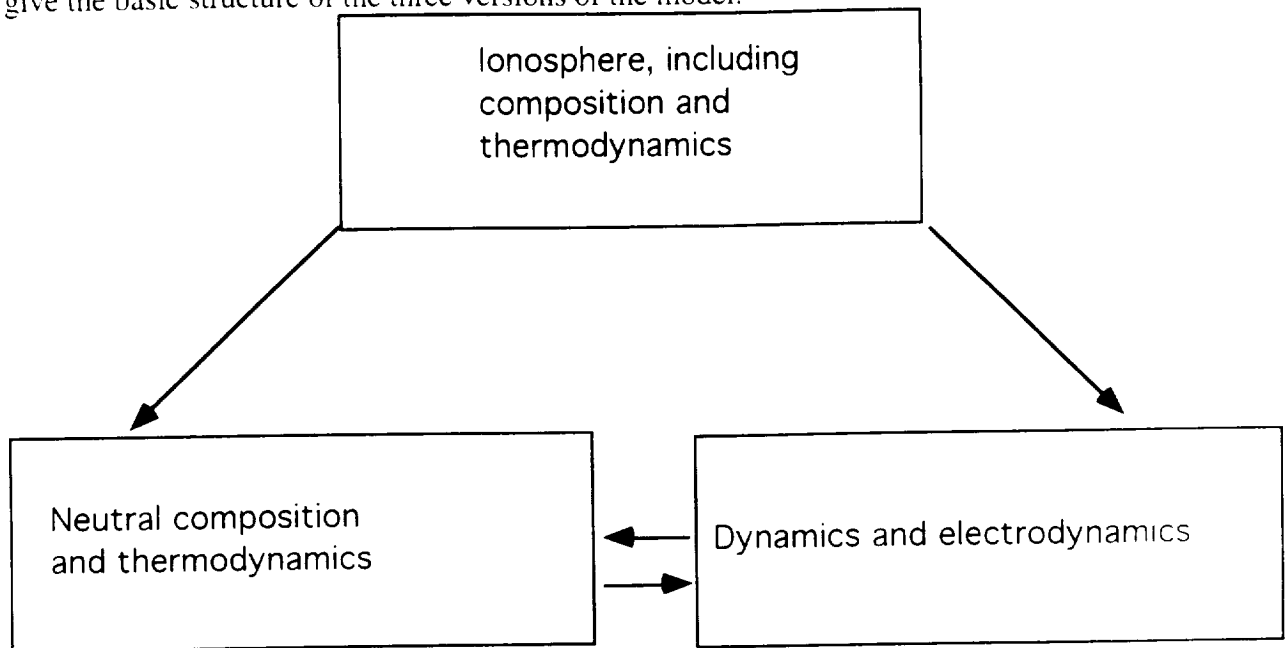 give the basic structure of the three versions of the model.
Ionosphere, including
composition and
thermodynamics
Neutral composition
and thermodynamics
Dynamics and electrodynamics